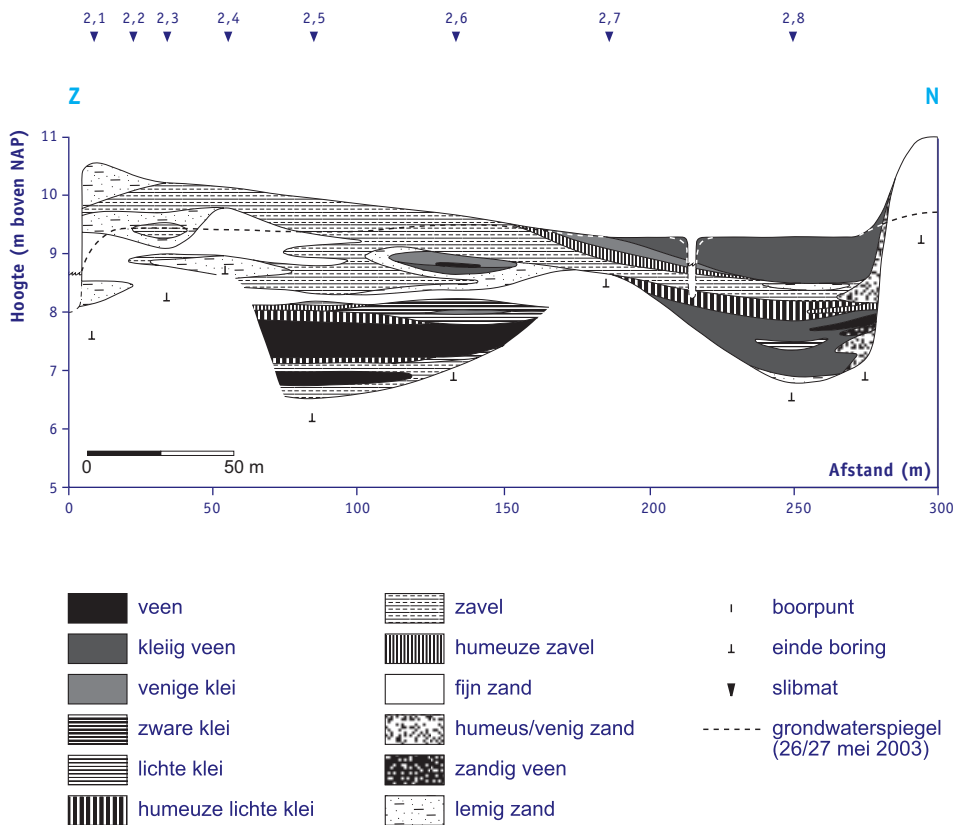 2,1 2,2 2,3 2,4 2,5 2,6 2,7 2,8
Z N
Hoogte (m boven NAP)
11
10
9
8
7
6
5
0 50 m
Afstand (m)
0 50 100 150 200 250 300
veen
kleiig veen
venige klei
zware klei
lichte klei
humeuze lichte klei
zavel
humeuze zavel
fijn zand
humeus/venig zand
zandig veen
lemig zand
boorpunt
einde boring
slibmat
grondwaterspiegel
(26/27 mei 2003)